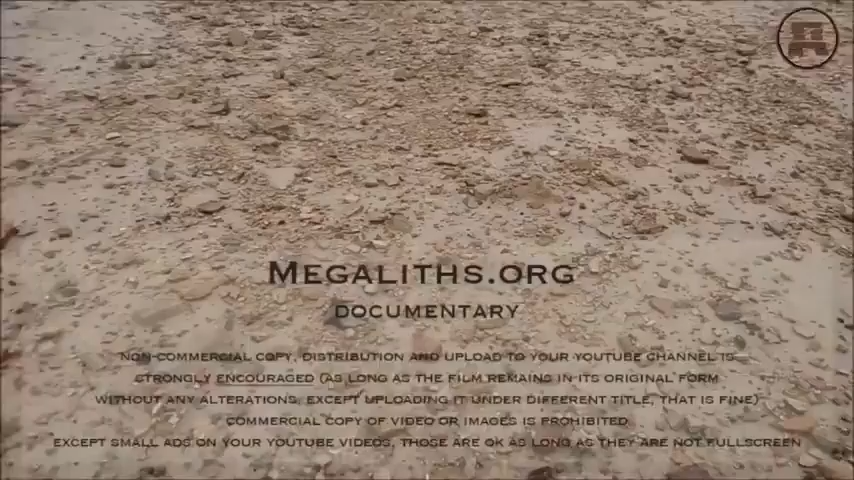 MEGALITHS.ORG
DOCUMENTARY
NON-COMMERCIAL COPY, DISTRIBUTION AND UPLOAD TO YOUR YOUTUBE CHANNEL IS
STRONGLY ENCOURAGED (AS LONG AS THE FILM REMAINS IN ITS ORIGINAL FORM
WITHOUT ANY ALTERATIONS, EXCEPT UPLOADING IT UNDER DIFFERENT TITLE, THAT IS FINE)
COMMERCIAL COPY OF VIDEO OR IMAGES IS PROHIBITED
EXCEPT SMALL ADS ON YOUR YOUTUBE VIDEOS, THOSE ARE OK AS LONG AS THEY ARE NOT FULLSCREEN